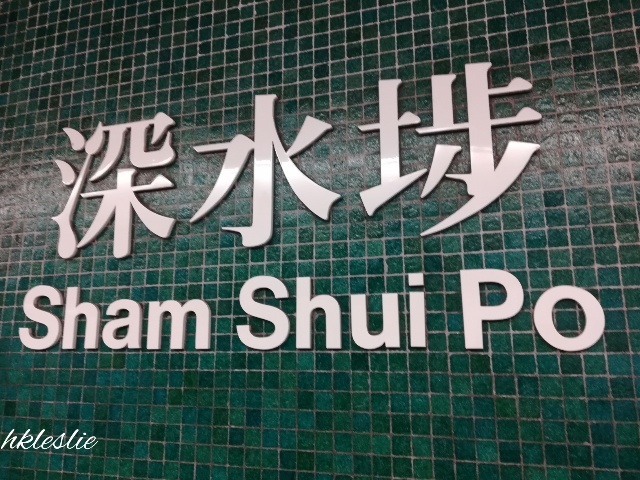 深水埗
Sham Shui Po
hkleslie